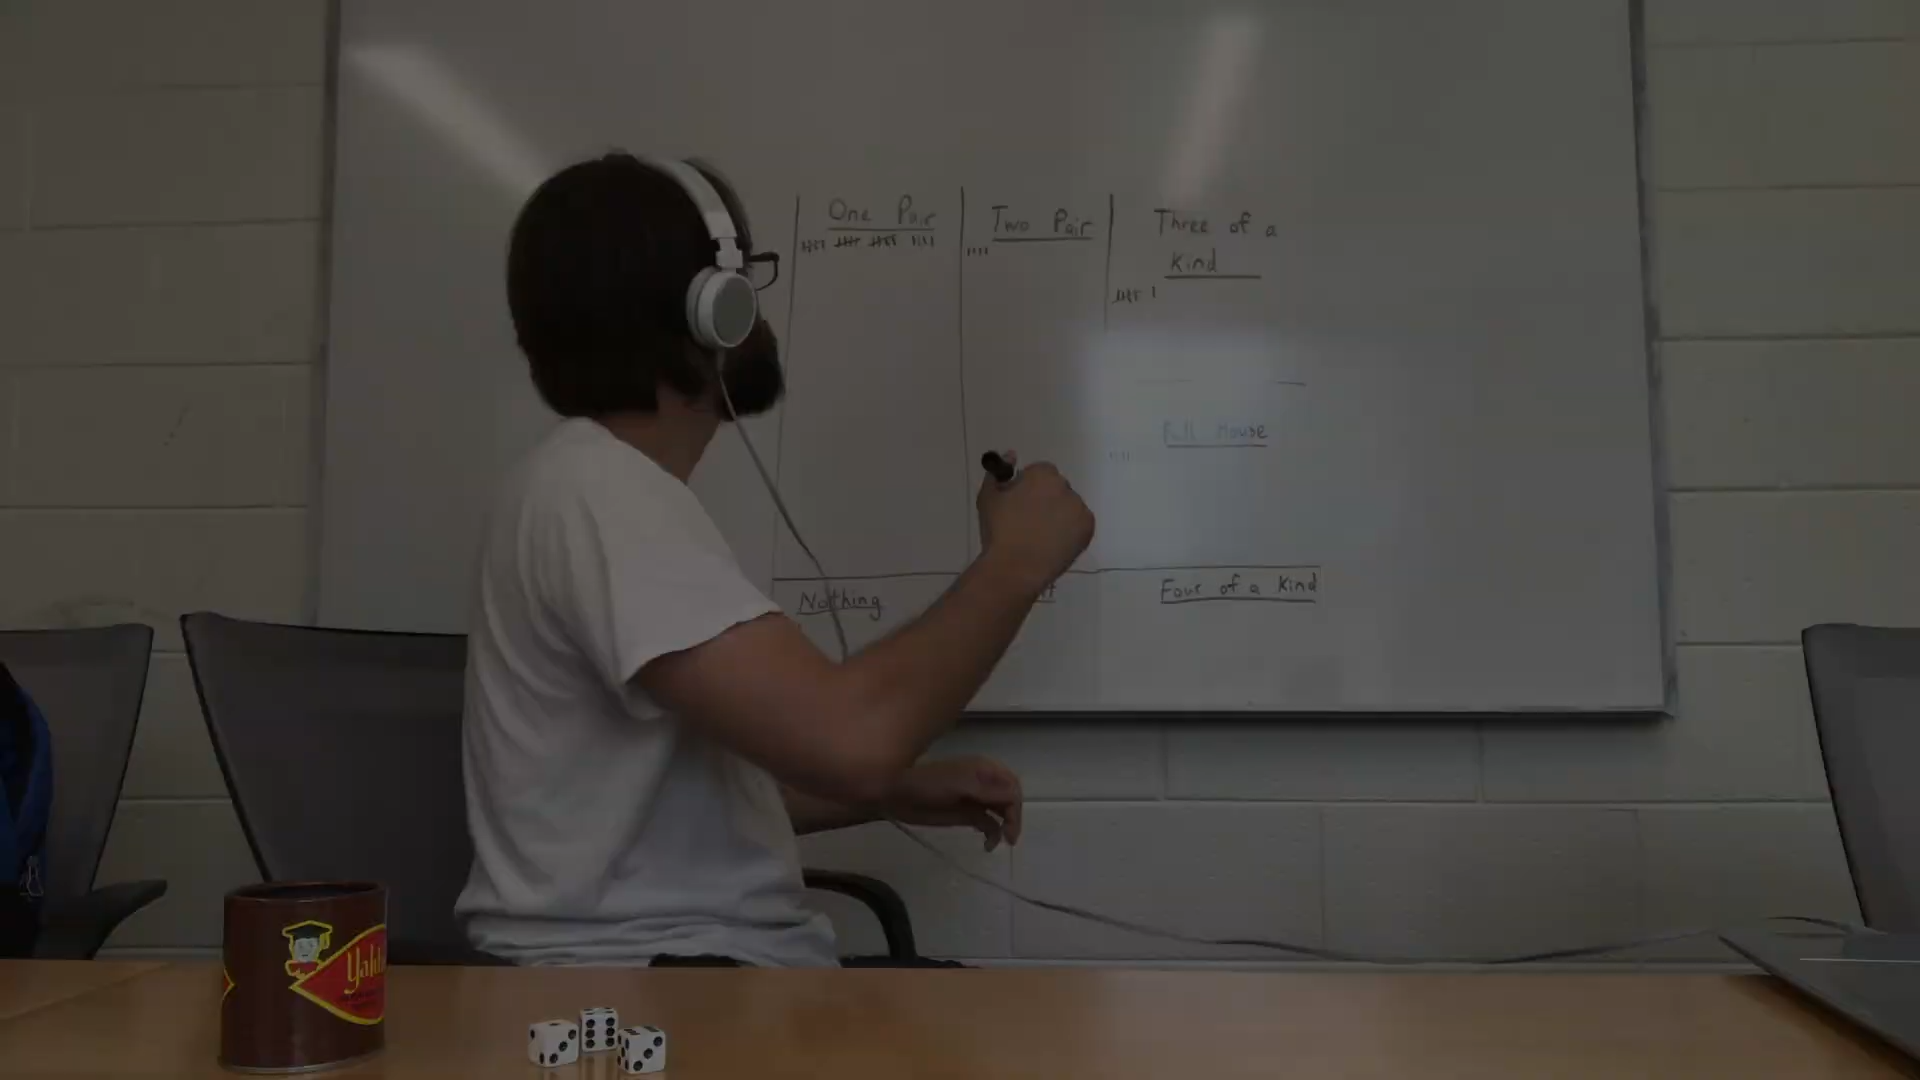 One Pair
Two Pair
Three of a
Kind
Full House
Nothing
Four of a Kind